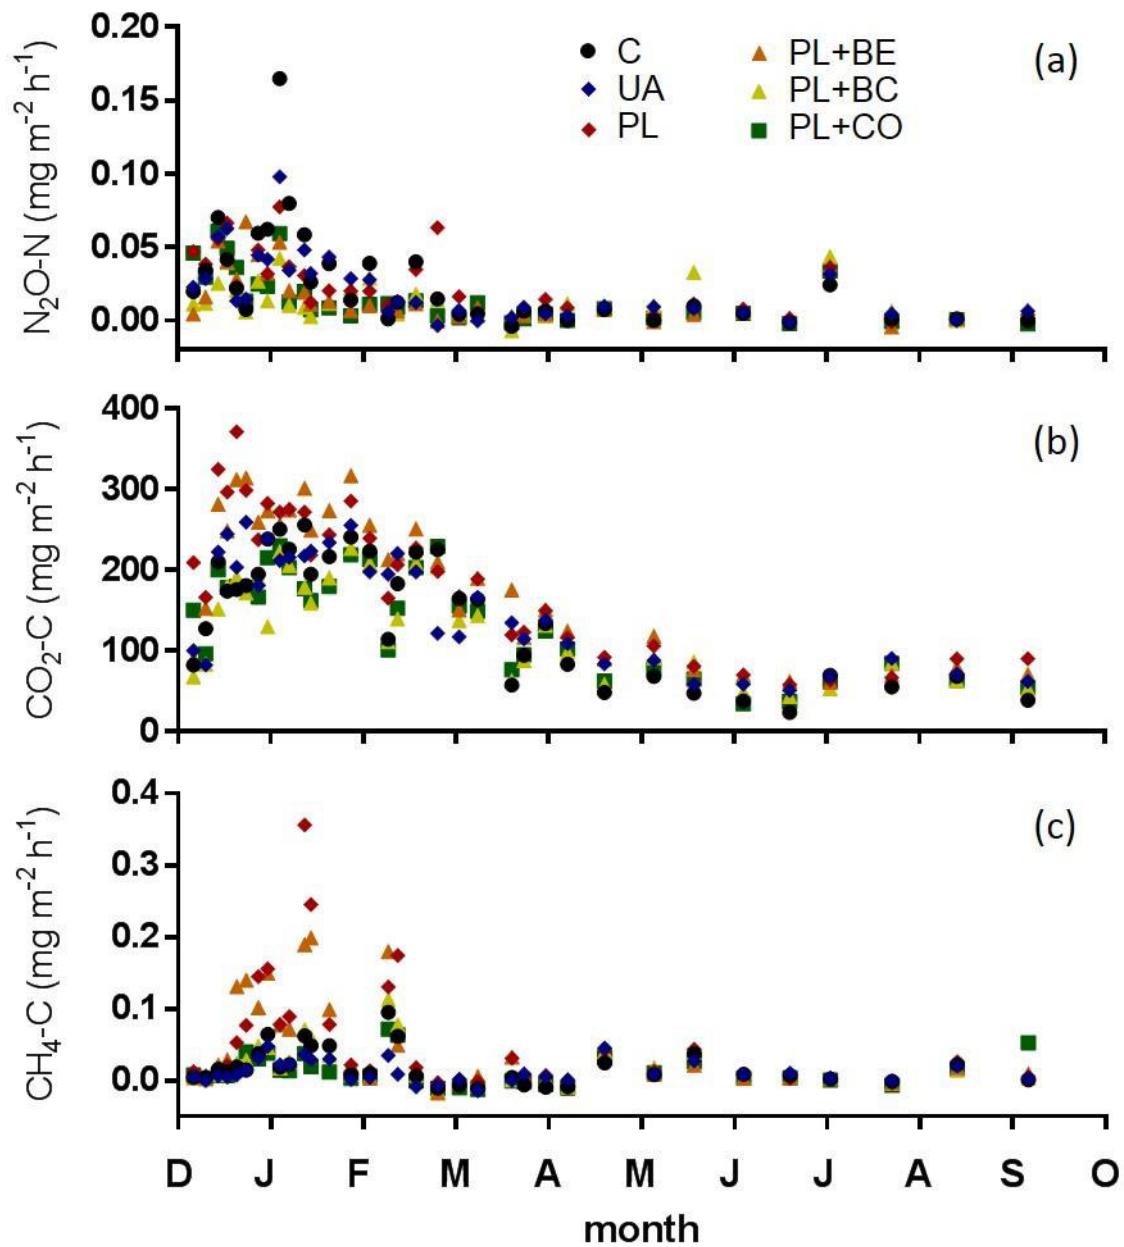 0.20
0.15
0.10
0.05
0.00
N₂O-N (mg m⁻² h⁻¹)
C
UA
PL
PL+BE
PL+BC
PL+CO
(a)
400
300
200
100
0
CO₂-C (mg m⁻² h⁻¹)
(b)
0.4
0.3
0.2
0.1
0.0
CH₄-C (mg m⁻² h⁻¹)
(c)
D J F M A M J J A S O
month